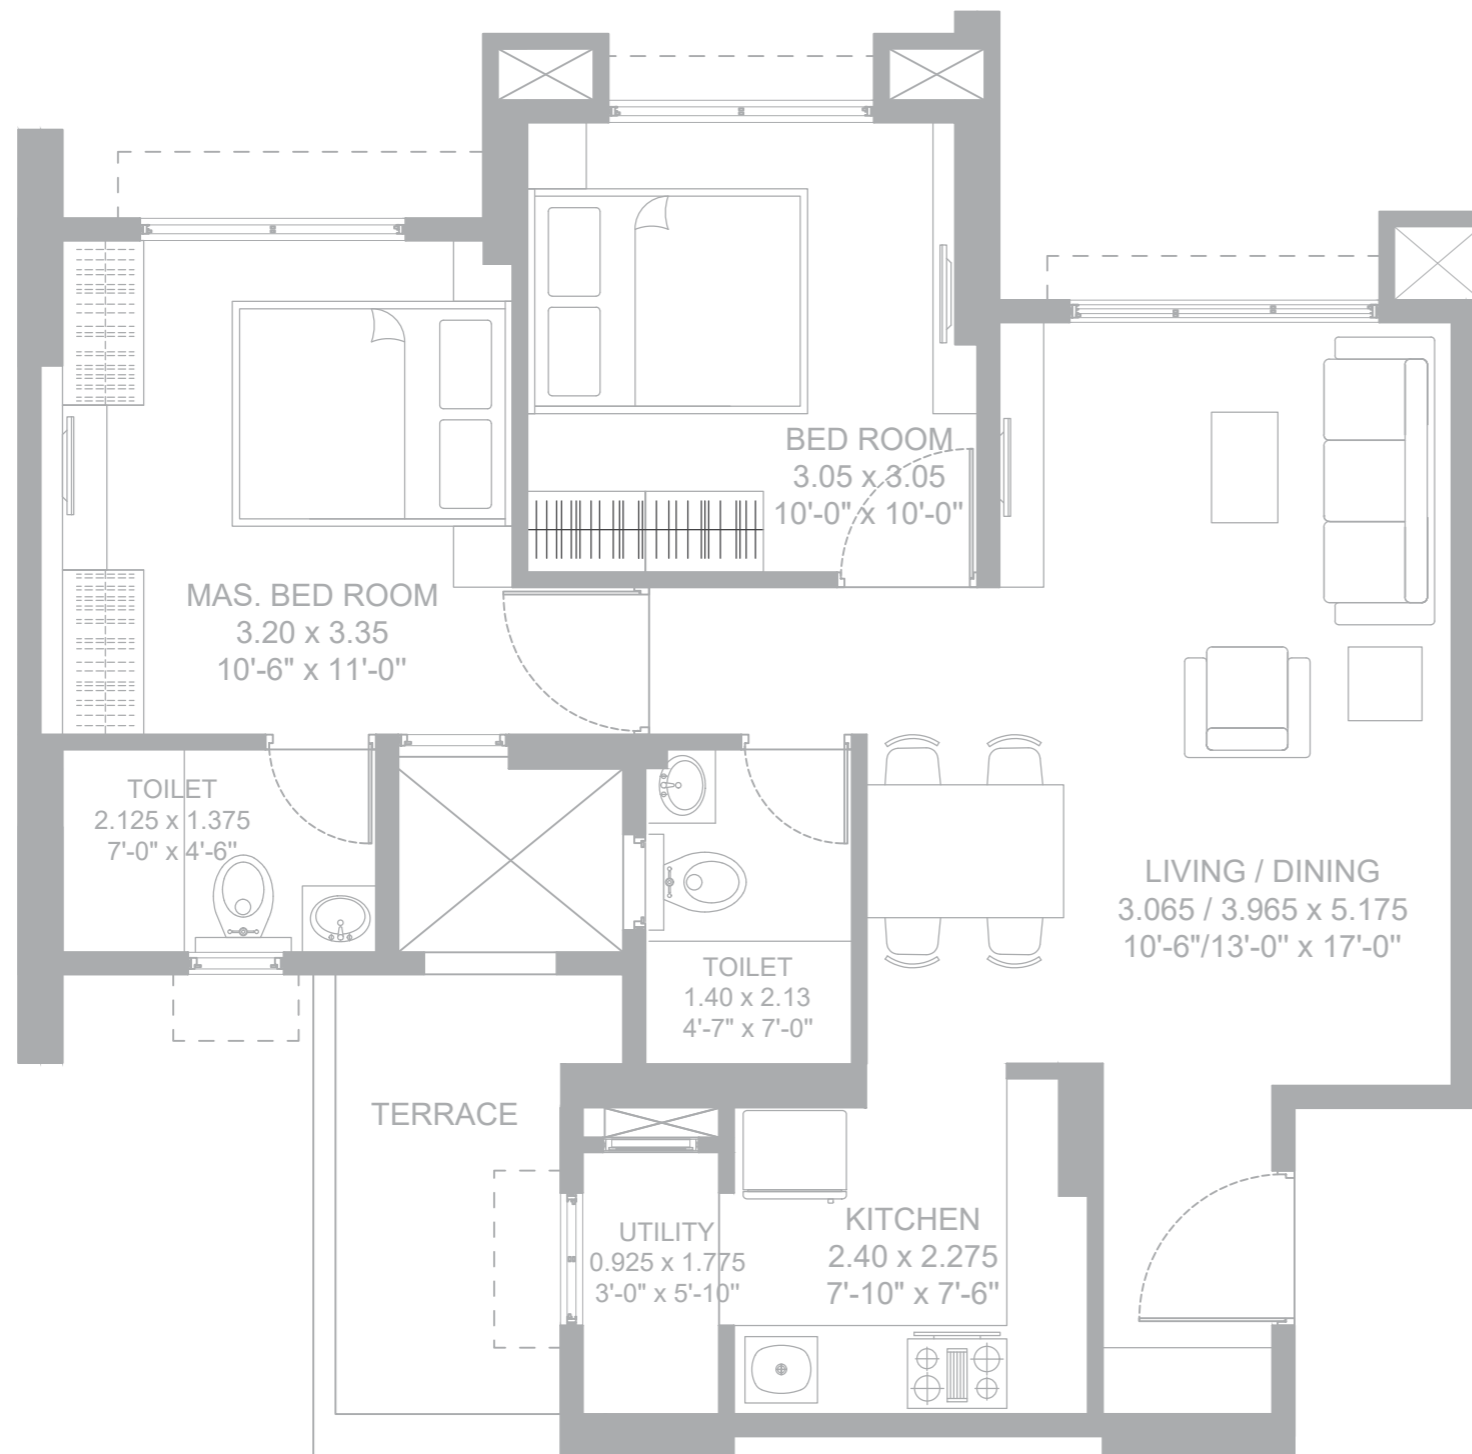 BED ROOM
3.05 x 3.05
10'-0" x 10'-0"
MAS. BED ROOM
3.20 x 3.35
10'-6" x 11'-0"
TOILET
2.125 x 1.375
7'-0" x 4'-6"
LIVING / DINING
3.065 / 3.965 x 5.175
10'-6"/13'-0" x 17'-0"
TOILET
1.40 x 2.13
4'-7" x 7'-0"
TERRACE
UTILITY
0.925 x 1.775
3'-0" x 5'-10"
KITCHEN
2.40 x 2.275
7'-10" x 7'-6"